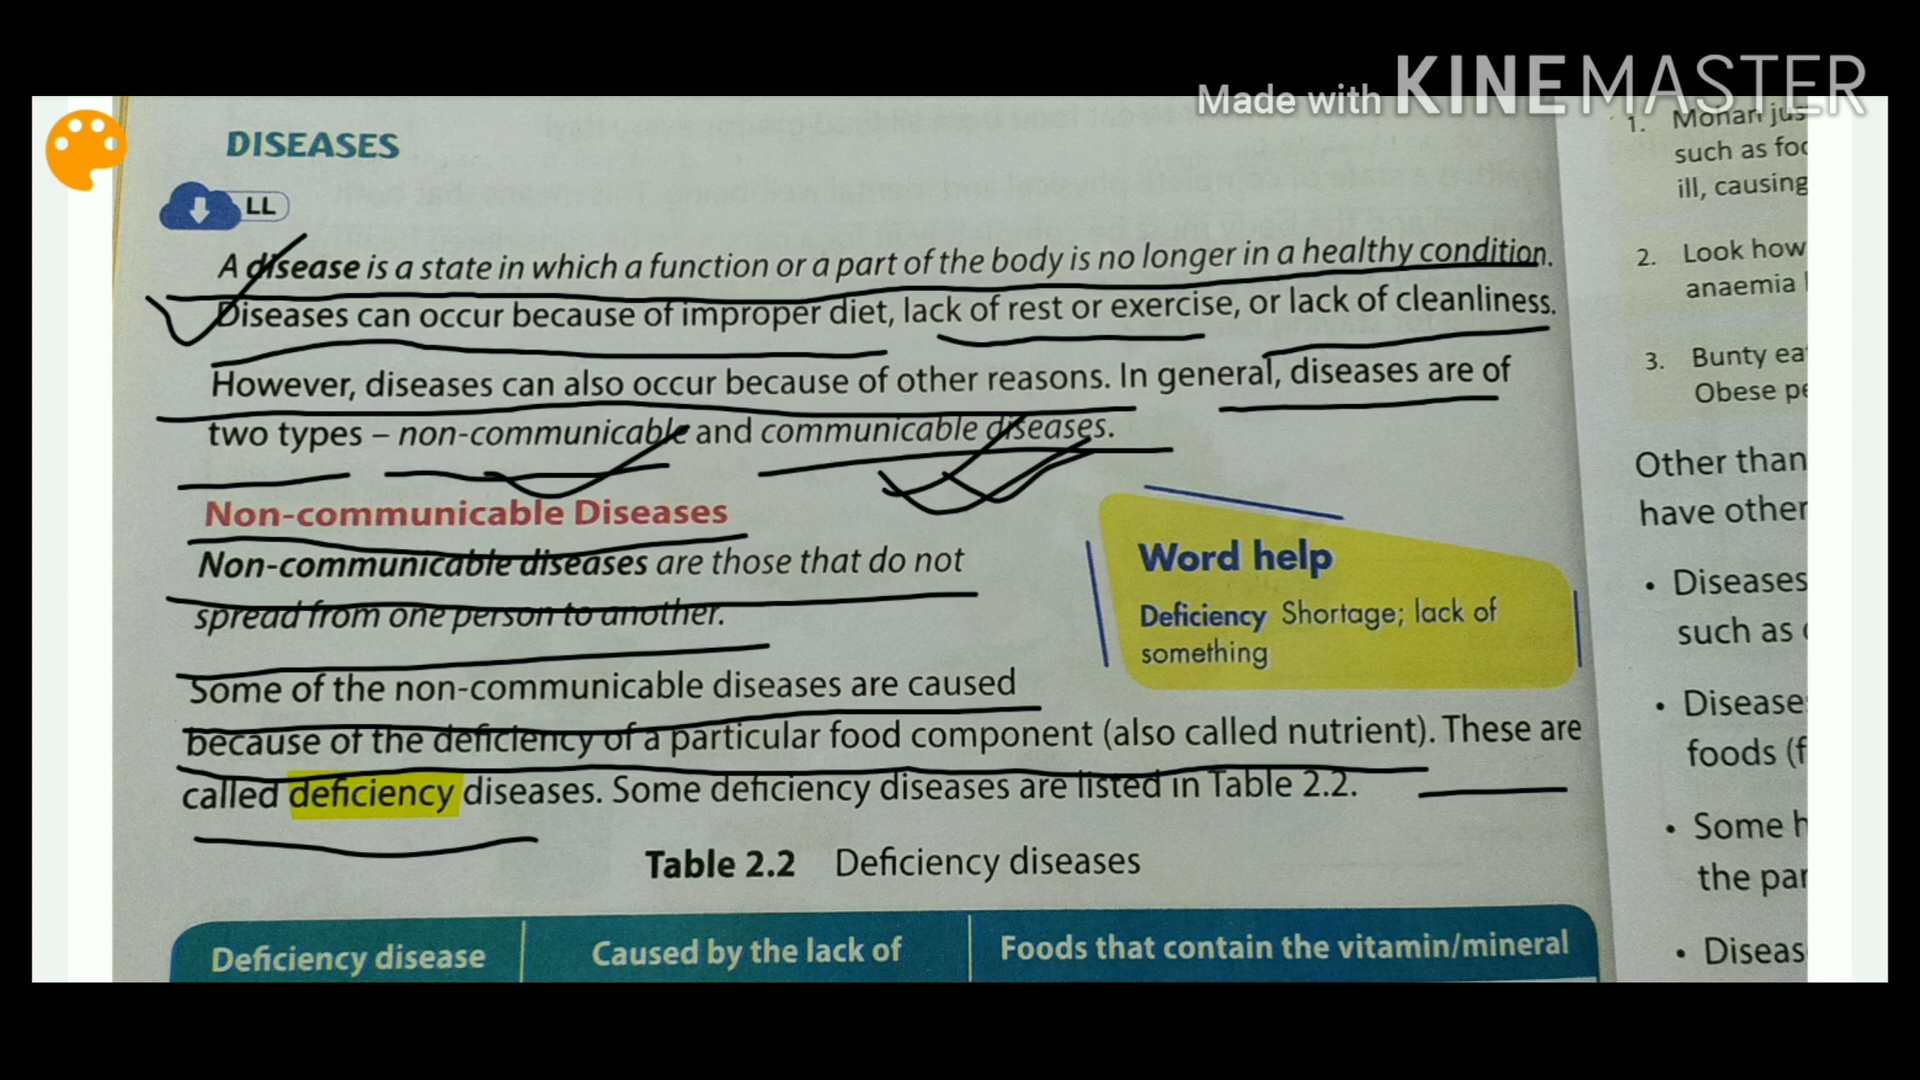 Made with KINEMASTER
DISEASES
LL
A disease is a state in which a function or a part of the body is no longer in a healthy condition.
Diseases can occur because of improper diet, lack of rest or exercise, or lack of cleanliness.
However, diseases can also occur because of other reasons. In general, diseases are of
two types – non-communicable and communicable diseases.
Non-communicable Diseases
Non-communicable diseases are those that do not
spread from one person to another.
Some of the non-communicable diseases are caused
because of the deficiency of a particular food component (also called nutrient). These are
called deficiency diseases. Some deficiency diseases are listed in Table 2.2.
Word help
Deficiency Shortage; lack of
something
Table 2.2 Deficiency diseases
Deficiency disease
Caused by the lack of
Foods that contain the vitamin/mineral
1. Mohan jus
such as foo
ill, causing
2. Look how
anaemia
3. Bunty ea
Obese pe
Other than
have other
• Diseases
such as
• Disease
foods (f
• Some h
the par
• Diseas